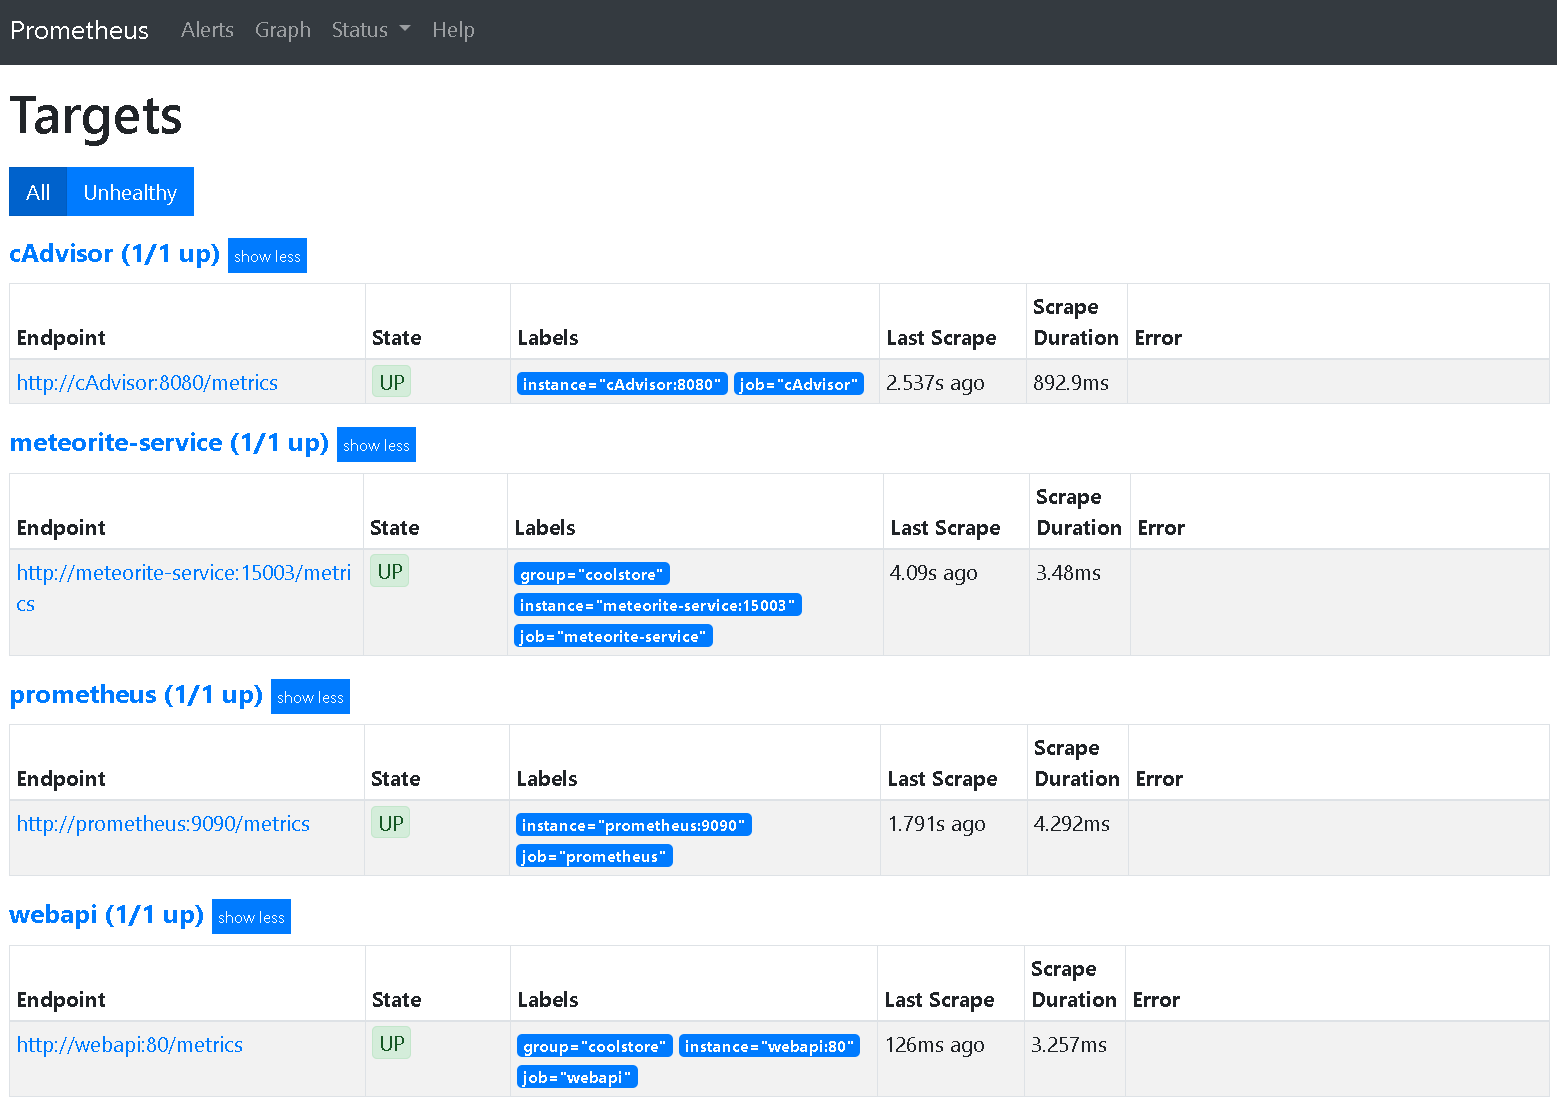 Prometheus Alerts Graph Status Help
Targets
All Unhealthy
cAdvisor (1/1 up) show less
Endpoint State Labels Last Scrape Scrape Duration Error
http://cAdvisor:8080/metrics UP instance="cAdvisor:8080" job="cAdvisor" 2.537s ago 892.9ms
meteorite-service (1/1 up) show less
Endpoint State Labels Last Scrape Scrape Duration Error
http://meteorite-service:15003/metri
cs
UP
group="coolstore"
instance="meteorite-service:15003"
job="meteorite-service"
4.09s ago 3.48ms
prometheus (1/1 up) show less
Endpoint State Labels Last Scrape Scrape Duration Error
http://prometheus:9090/metrics UP
instance="prometheus:9090"
job="prometheus"
1.791s ago 4.292ms
webapi (1/1 up) show less
Endpoint State Labels Last Scrape Scrape Duration Error
http://webapi:80/metrics UP
group="coolstore" instance="webapi:80"
job="webapi"
126ms ago 3.257ms